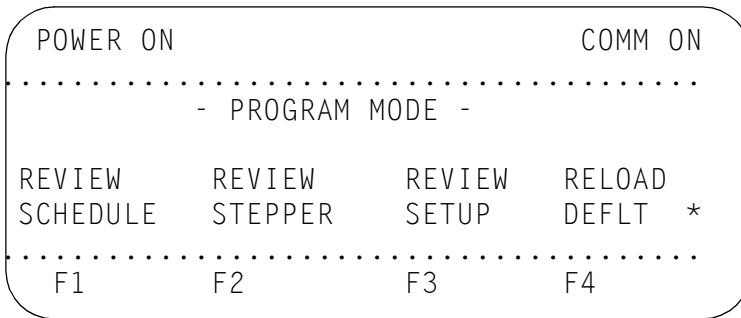 POWER ON COMM ON
- PROGRAM MODE -
REVIEW REVIEW REVIEW RELOAD
SCHEDULE STEPPER SETUP DEFLT *
F1 F2 F3 F4